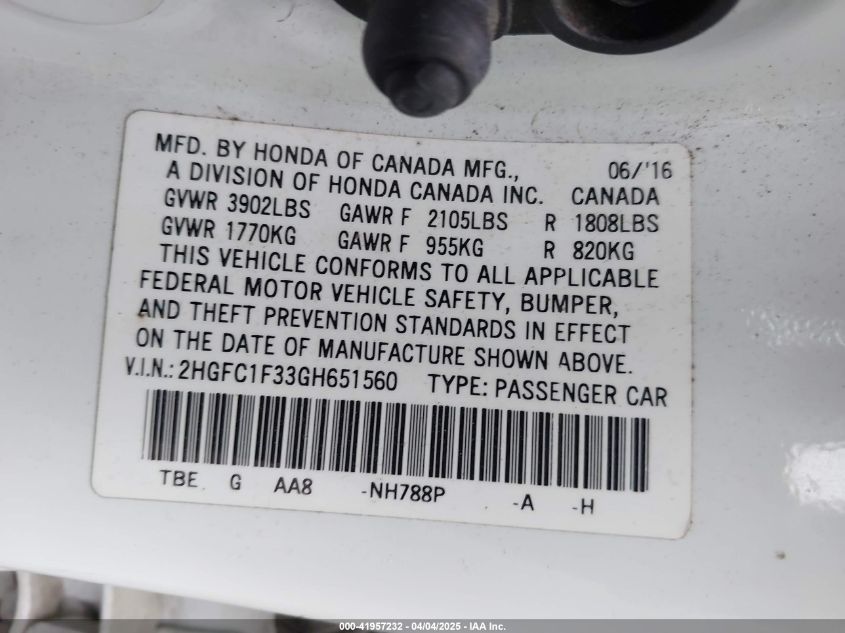 MFD. BY HONDA OF CANADA MFG., 06/'16
A DIVISION OF HONDA CANADA INC. CANADA
GVWR 3902LBS GAWR F 2105LBS R 1808LBS
GVWR 1770KG GAWR F 955KG R 820KG
THIS VEHICLE CONFORMS TO ALL APPLICABLE
FEDERAL MOTOR VEHICLE SAFETY, BUMPER,
AND THEFT PREVENTION STANDARDS IN EFFECT
ON THE DATE OF MANUFACTURE SHOWN ABOVE.
V.I.N.: 2HGFC1F33GH651560 TYPE: PASSENGER CAR
TBE G AA8 -NH788P -A -H
000-41957232 - 04/04/2025 - IAA Inc.